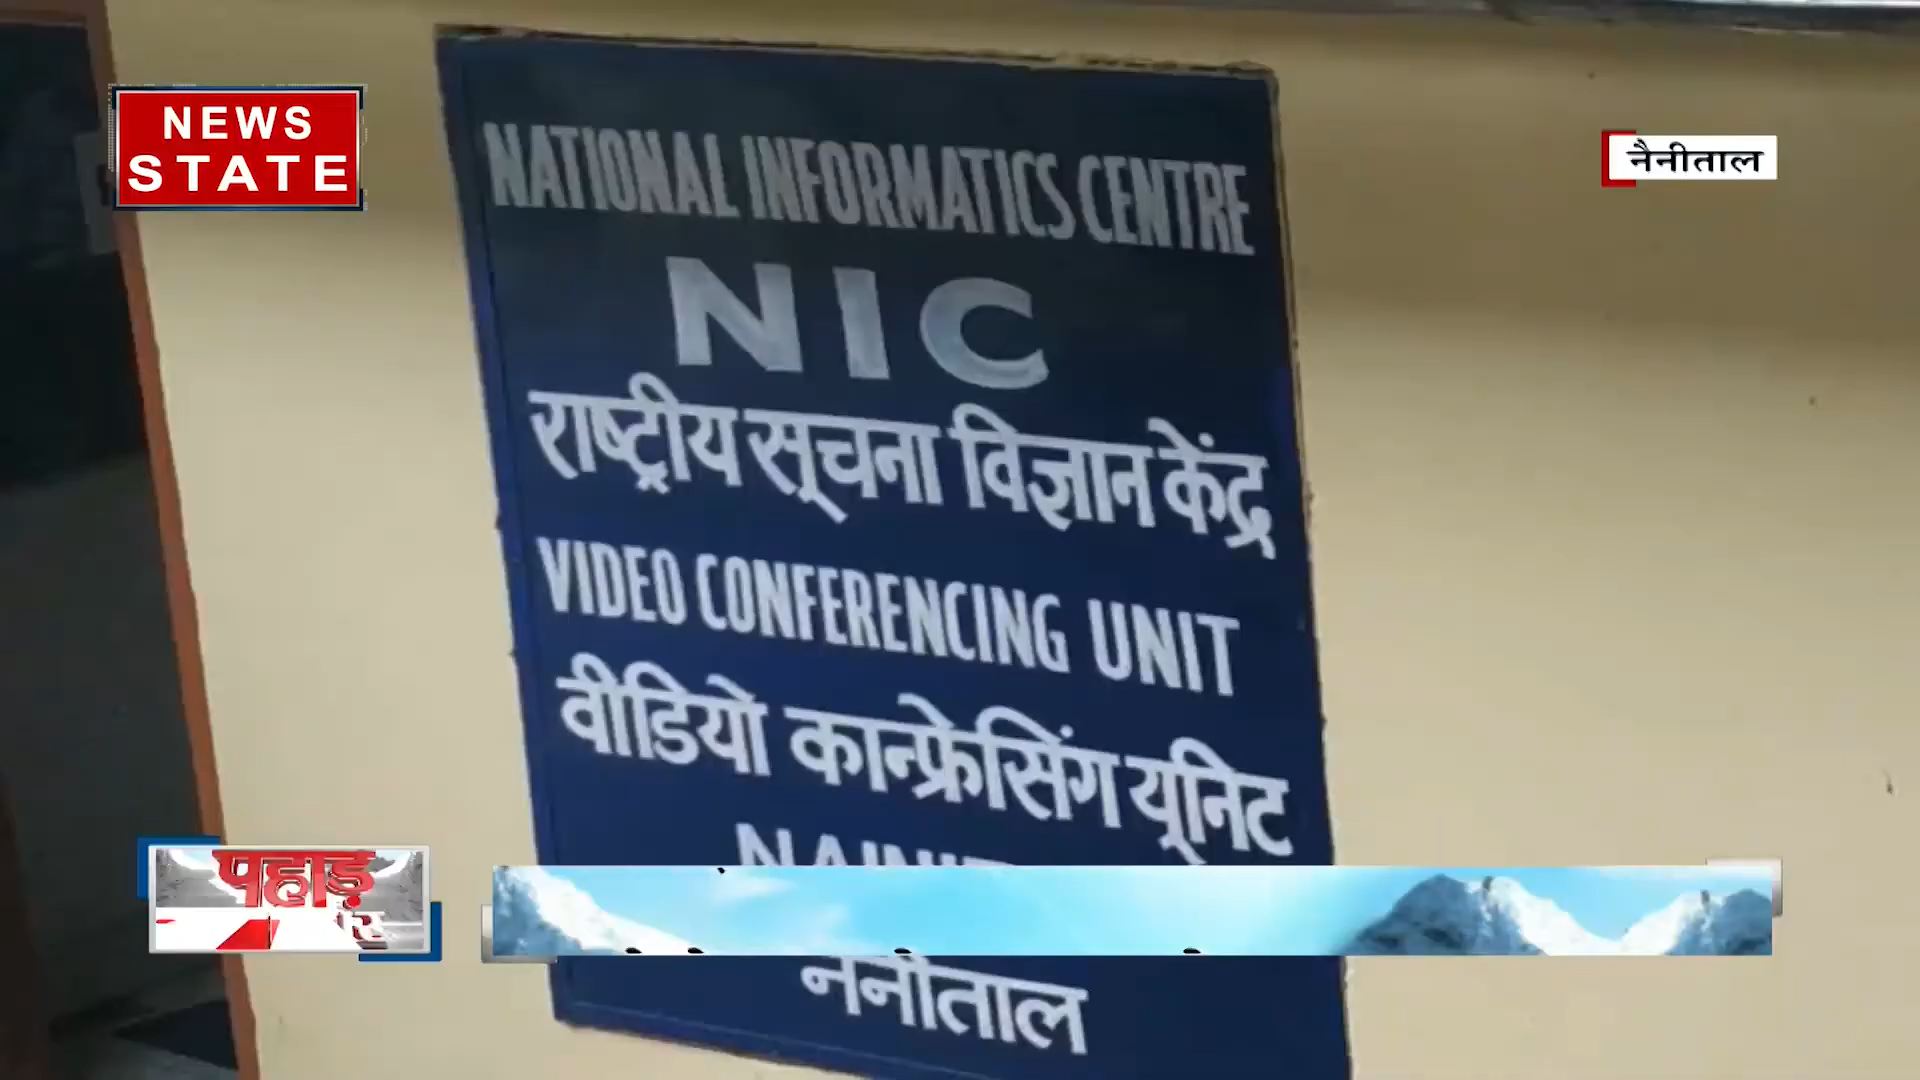 NEWS
STATE
नैनीताल
NATIONAL INFORMATICS CENTRE
NIC
राष्ट्रीय सूचना विज्ञान केंद्र
VIDEO CONFERENCING UNIT
वीडियो कान्फ्रेसिंग यूनिट
पहाड़
नैनीताल